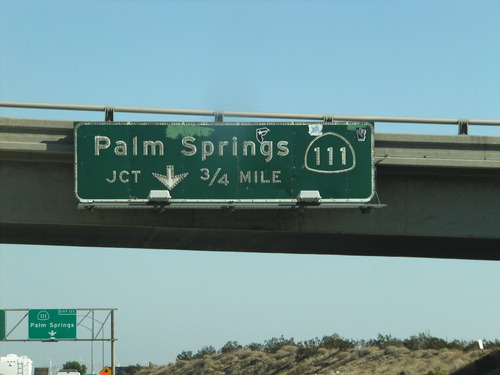 Palm Springs 111
JCT 3/4 MILE
111
Palm Springs